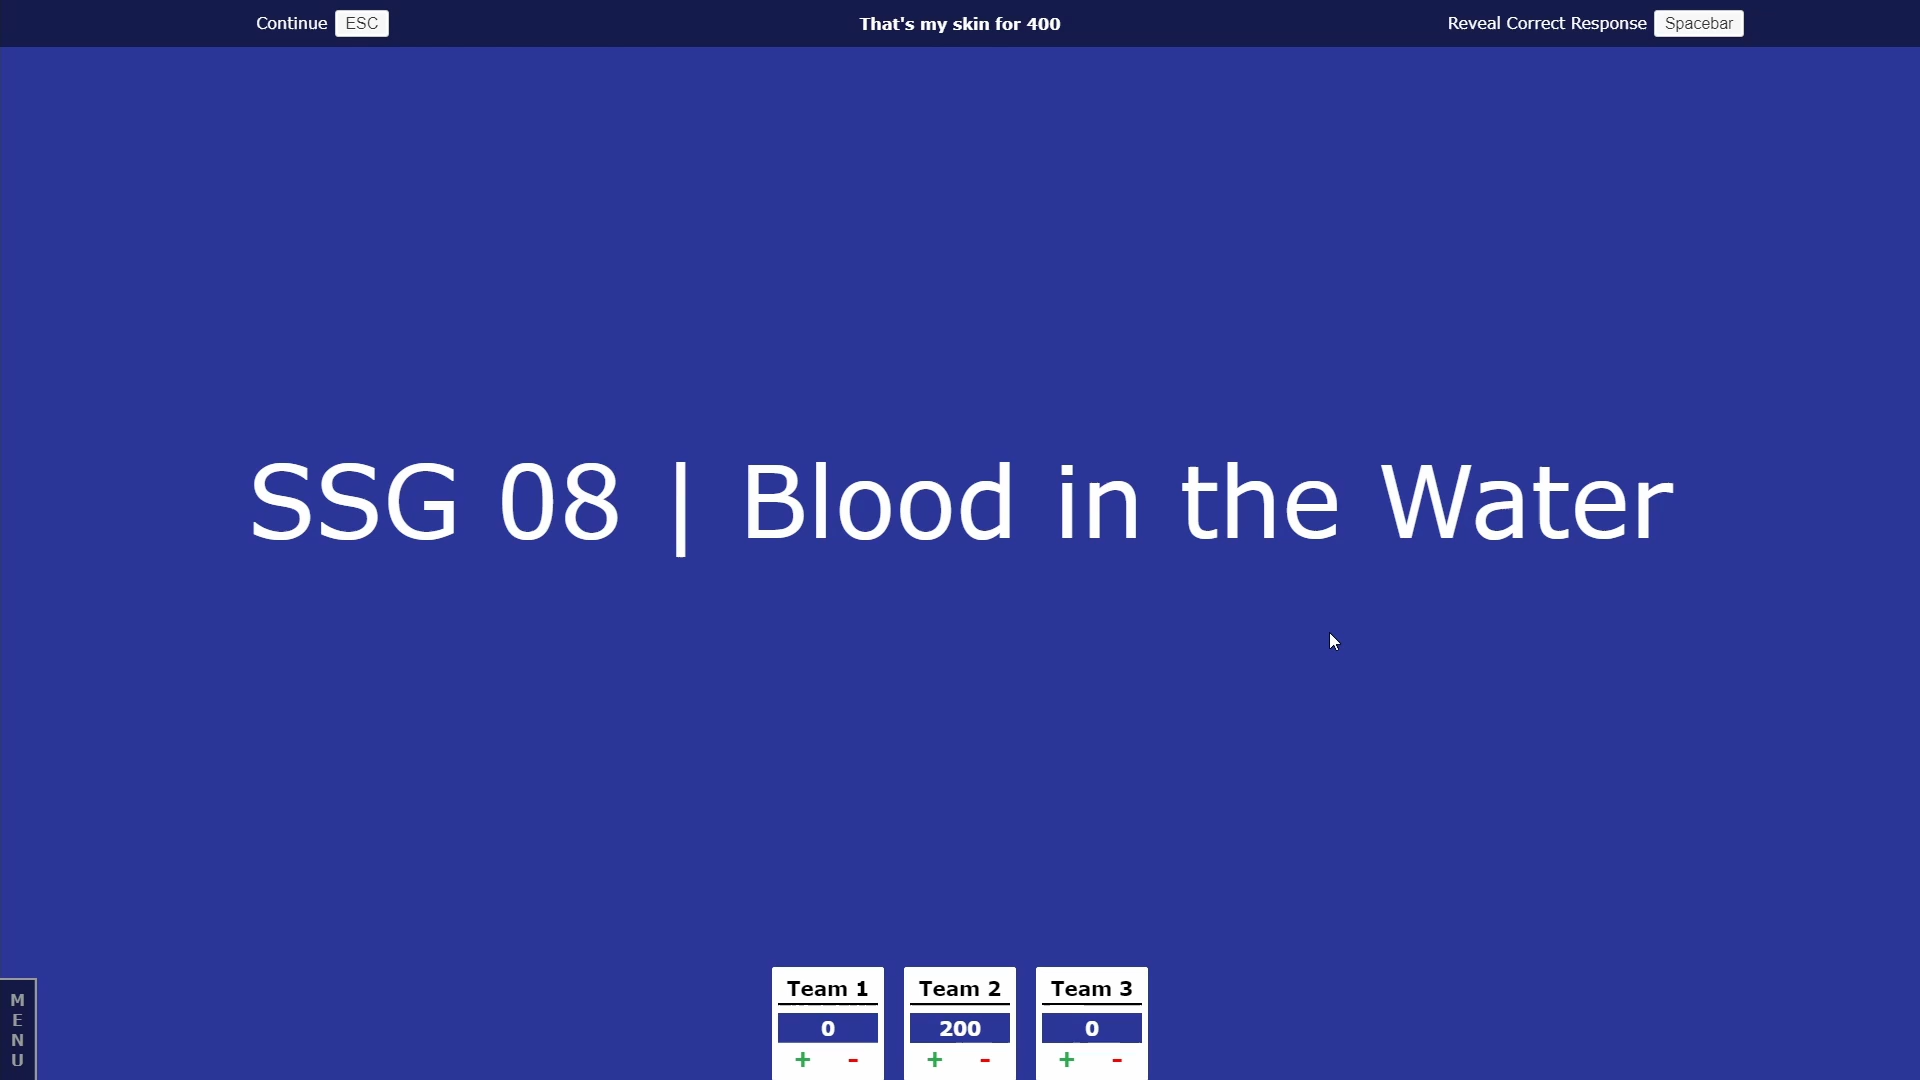 Continue ESC
That's my skin for 400
Reveal Correct Response Spacebar
SSG 08 | Blood in the Water
Team 1 Team 2 Team 3
0 200 0
+ - + - + -
MENU